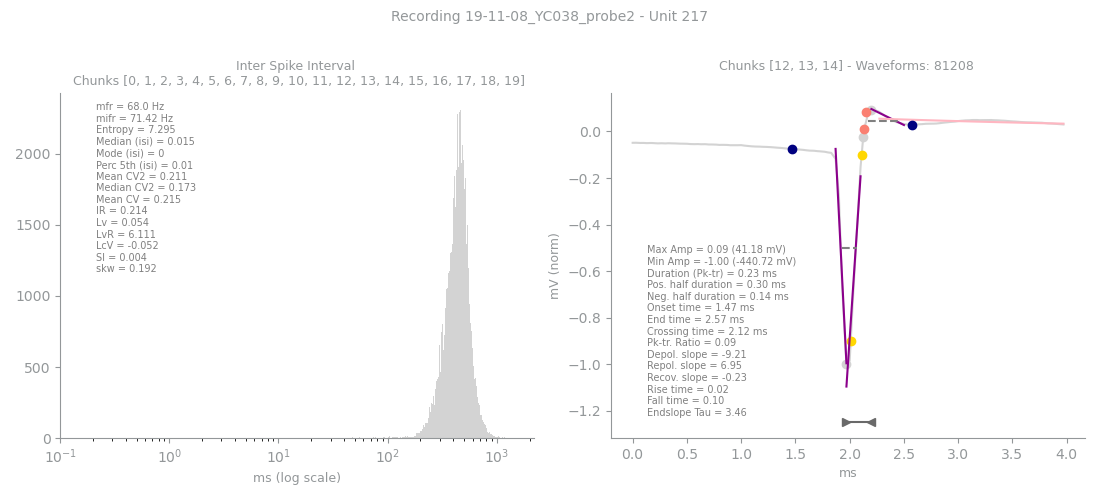 Recording 19-11-08_YC038_probe2 - Unit 217
Inter Spike Interval
Chunks [0, 1, 2, 3, 4, 5, 6, 7, 8, 9, 10, 11, 12, 13, 14, 15, 16, 17, 18, 19]
mfr = 68.0 Hz
mifr = 71.42 Hz
Entropy = 7.295
Median (isi) = 0.015
Mode (isi) = 0
Perc 5th (isi) = 0.01
Mean CV2 = 0.211
Median CV2 = 0.173
Mean CV = 0.215
IR = 0.214
Lv = 0.054
LvR = 6.111
LcV = -0.052
SI = 0.004
skw = 0.192
2000
1500
1000
500
0
10⁻¹ 10⁰ 10¹ 10² 10³
ms (log scale)
Chunks [12, 13, 14] - Waveforms: 81208
0.0
−0.2
−0.4
−0.6
−0.8
−1.0
−1.2
mV (norm)
Max Amp = 0.09 (41.18 mV)
Min Amp = -1.00 (-440.72 mV)
Duration (Pk-tr) = 0.23 ms
Pos. half duration = 0.30 ms
Neg. half duration = 0.14 ms
Onset time = 1.47 ms
End time = 2.57 ms
Crossing time = 2.12 ms
Pk-tr. Ratio = 0.09
Depol. slope = -9.21
Repol. slope = 6.95
Recov. slope = -0.23
Rise time = 0.02
Fall time = 0.10
Endslope Tau = 3.46
0.0 0.5 1.0 1.5 2.0 2.5 3.0 3.5 4.0
ms